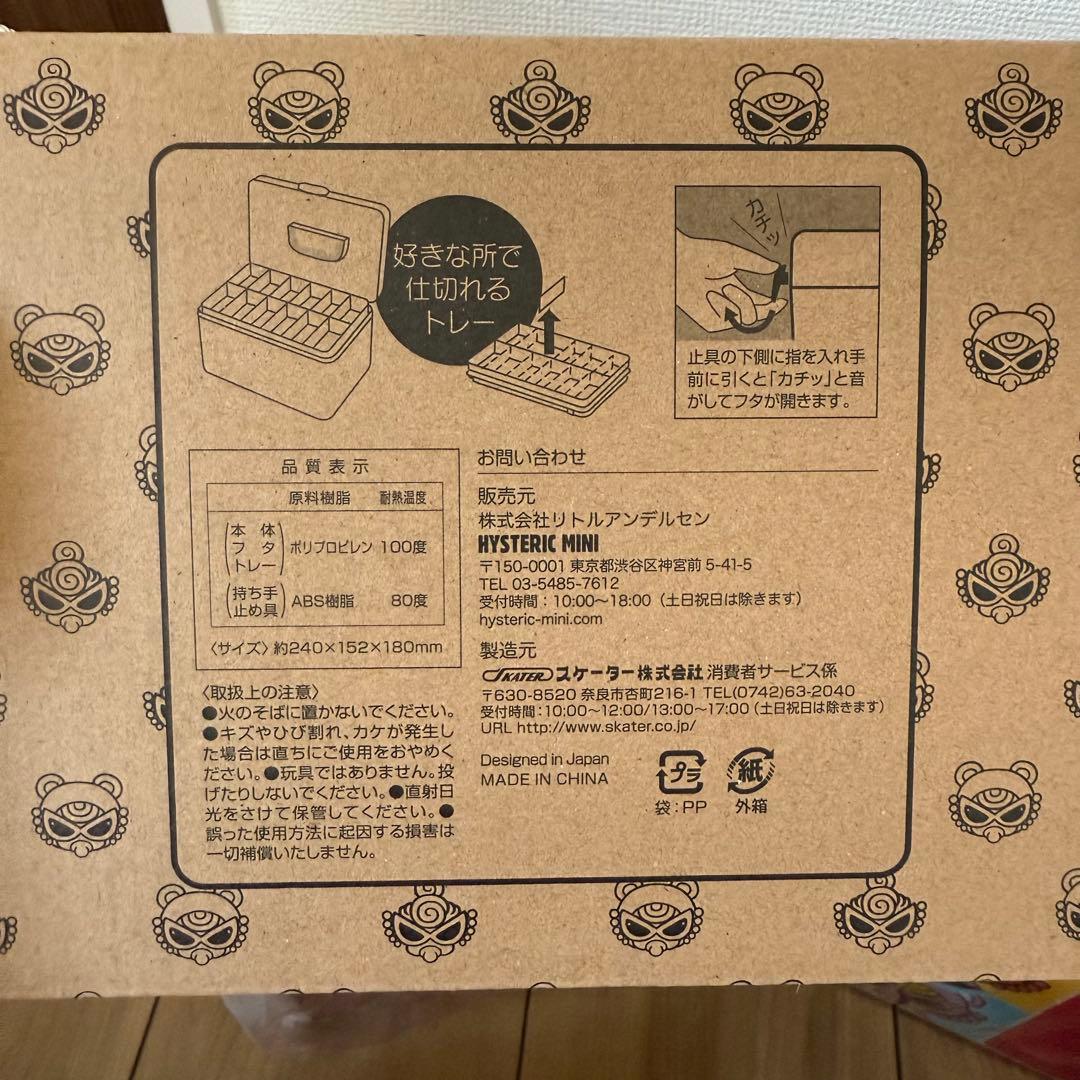 好きな所で
仕切れる
トレー
カチッ
止具の下側に指を入れ手
前に引くと「カチッ」と音
がしてフタが開きます。
品質表示
原料樹脂 耐熱温度
(本体 フタ トレー) ポリプロピレン 100度
(持ち手 止め具) ABS樹脂 80度
〈サイズ〉約240×152×180mm
〈取扱上の注意〉
●火のそばに置かないでください。
●キズやひび割れ、カケが発生し
た場合は直ちにご使用をおやめく
ださい。●玩具ではありません。投
げたりしないでください。●直射日
光をさけて保管してください。●
誤った使用方法に起因する損害は
一切補償いたしません。
お問い合わせ
販売元
株式会社リトルアンデルセン
HYSTERIC MINI
〒150-0001 東京都渋谷区神宮前 5-41-5
TEL 03-5485-7612
受付時間：10:00〜18:00（土日祝日は除きます）
hysteric-mini.com
製造元
SKATER スケーター株式会社 消費者サービス係
〒630-8520 奈良市杏町216-1 TEL(0742)63-2040
受付時間：10:00〜12:00/13:00〜17:00（土日祝日は除きます）
URL http://www.skater.co.jp/
Designed in Japan
MADE IN CHINA
プラ
袋：PP
紙
外箱